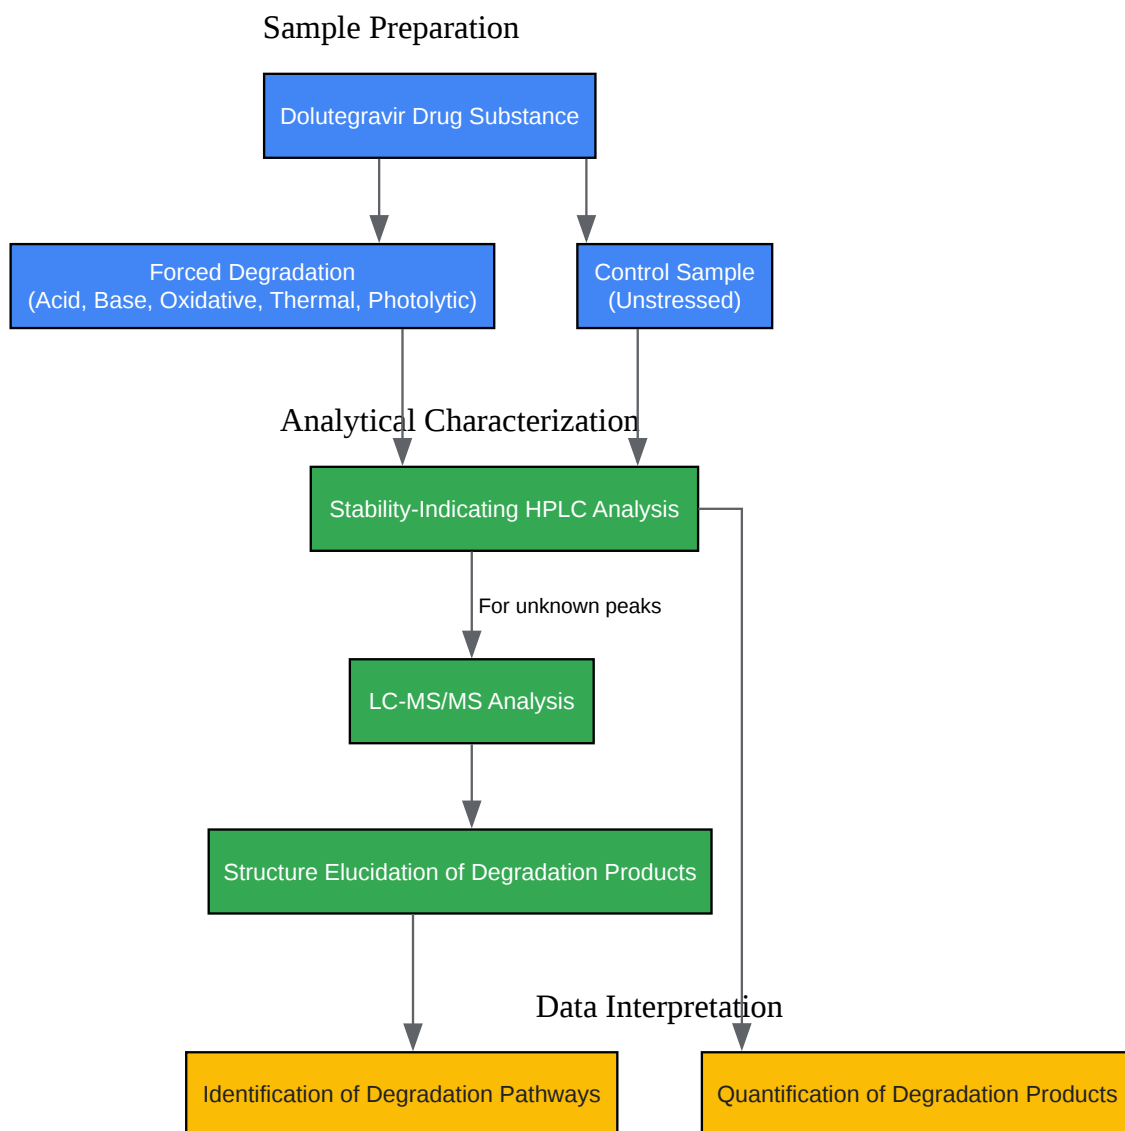 Sample Preparation
Dolutegravir Drug Substance
Forced Degradation
(Acid, Base, Oxidative, Thermal, Photolytic)
Control Sample
(Unstressed)
Analytical Characterization
Stability-Indicating HPLC Analysis
For unknown peaks
LC-MS/MS Analysis
Structure Elucidation of Degradation Products
Data Interpretation
Identification of Degradation Pathways
Quantification of Degradation Products